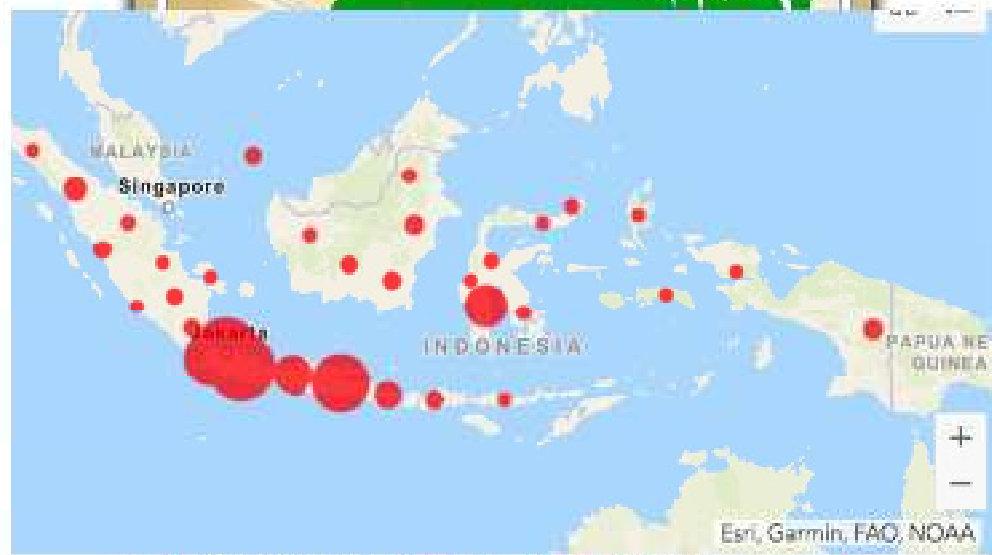 MALAYSIA
Singapore
Jakarta
INDONESIA
PAPUA NE
GUINEA
+
−
Esri, Garmin, FAO, NOAA